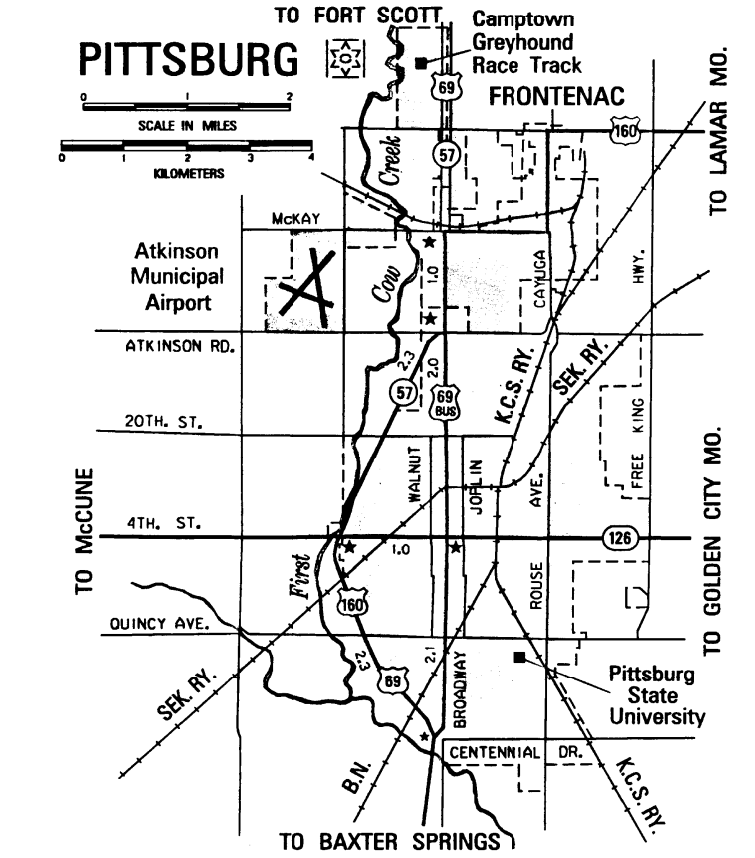 TO FORT SCOTT
Camptown
Greyhound
Race Track
PITTSBURG
69
FRONTENAC
0 1 2
SCALE IN MILES
160
0 1 2 3 4
KILOMETERS
57
Creek
TO LAMAR MO.
McKAY
Atkinson
Municipal
Airport
Cow
1.0
CAYUGA
HWY.
ATKINSON RD.
2.3
2.0
K.C.S. RY.
SEK. RY.
57
69
BUS
20TH. ST.
FREE KING
WALNUT
JOPLIN
AVE.
TO McCUNE
4TH. ST.
1.0
126
TO GOLDEN CITY MO.
First
160
ROUSE
QUINCY AVE.
2.3
2.1
BROADWAY
69
Pittsburg
State
University
SEK. RY.
CENTENNIAL DR.
B.N.
K.C.S. RY.
TO BAXTER SPRINGS